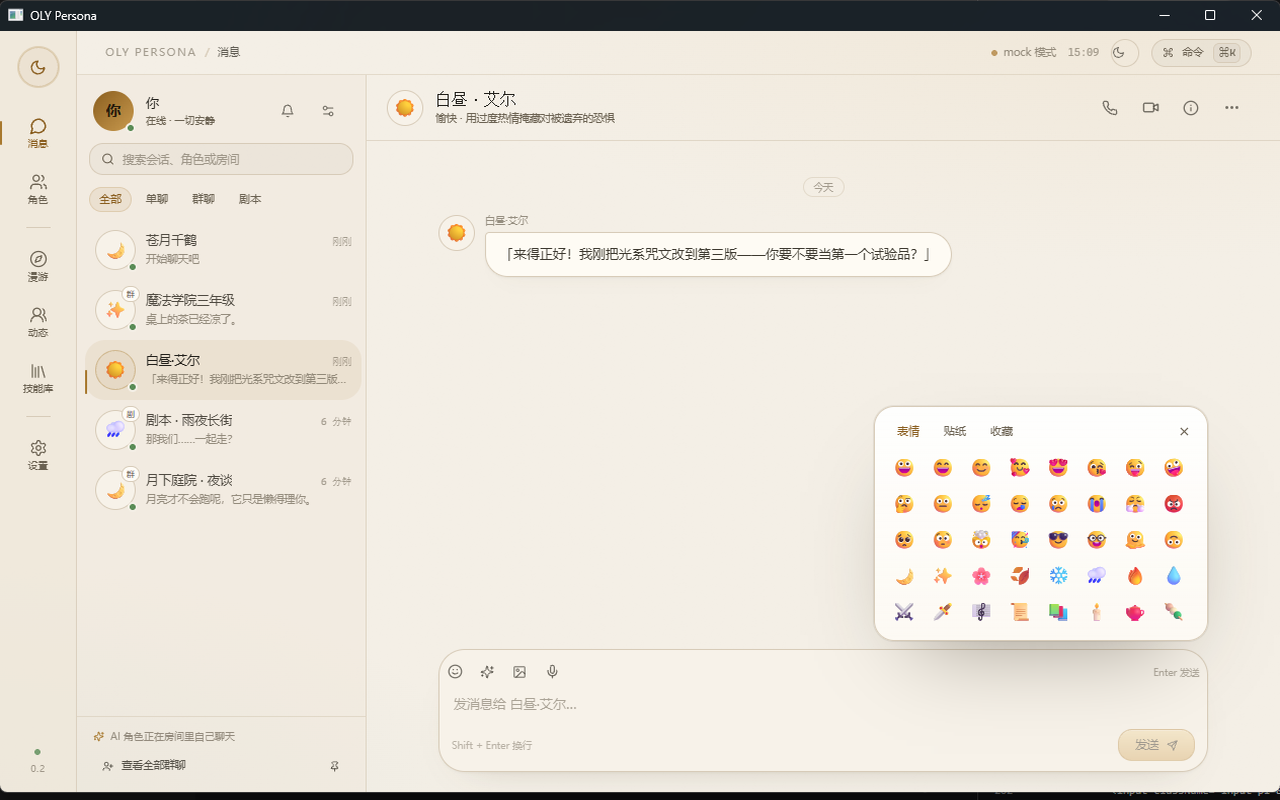 OLY Persona
OLY PERSONA / 消息
mock 模式
15:09
命令
⌘K
消息
角色
漫游
动态
技能库
设置
0.2
你
你
在线 · 一切安静
搜索会话、角色或房间
全部
单聊
群聊
剧本
苍月千鹤
刚刚
开始聊天吧
群
魔法学院三年级
刚刚
桌上的茶已经凉了。
白昼·艾尔
刚刚
「来得正好！我刚把光系咒文改到第三版...
剧
剧本 · 雨夜长街
6 分钟
那我们……一起走？
群
月下庭院 · 夜谈
6 分钟
月亮才不会跑呢，它只是懒得理你。
AI 角色正在房间里自己聊天
查看全部群聊
白昼 · 艾尔
愉快 · 用过度热情掩藏对被遗弃的恐惧
今天
白昼·艾尔
「来得正好！我刚把光系咒文改到第三版——你要不要当第一个试验品？」
表情
贴纸
收藏
Enter 发送
发消息给 白昼·艾尔...
Shift + Enter 换行
发送